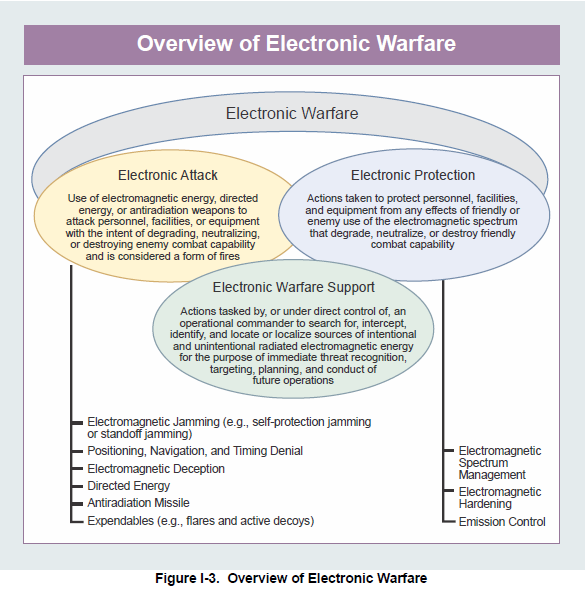 Overview of Electronic Warfare
Electronic Warfare
Electronic Attack
Use of electromagnetic energy, directed
energy, or antiradiation weapons to
attack personnel, facilities, or equipment
with the intent of degrading, neutralizing,
or destroying enemy combat capability
and is considered a form of fires
Electronic Protection
Actions taken to protect personnel, facilities,
and equipment from any effects of friendly or
enemy use of the electromagnetic spectrum
that degrade, neutralize, or destroy friendly
combat capability
Electronic Warfare Support
Actions tasked by, or under direct control of, an
operational commander to search for, intercept,
identify, and locate or localize sources of intentional
and unintentional radiated electromagnetic energy
for the purpose of immediate threat recognition,
targeting, planning, and conduct of
future operations
Electromagnetic Jamming (e.g., self-protection jamming
or standoff jamming)
Positioning, Navigation, and Timing Denial
Electromagnetic Deception
Directed Energy
Antiradiation Missile
Expendables (e.g., flares and active decoys)
Electromagnetic
Spectrum
Management
Electromagnetic
Hardening
Emission Control
Figure I-3. Overview of Electronic Warfare